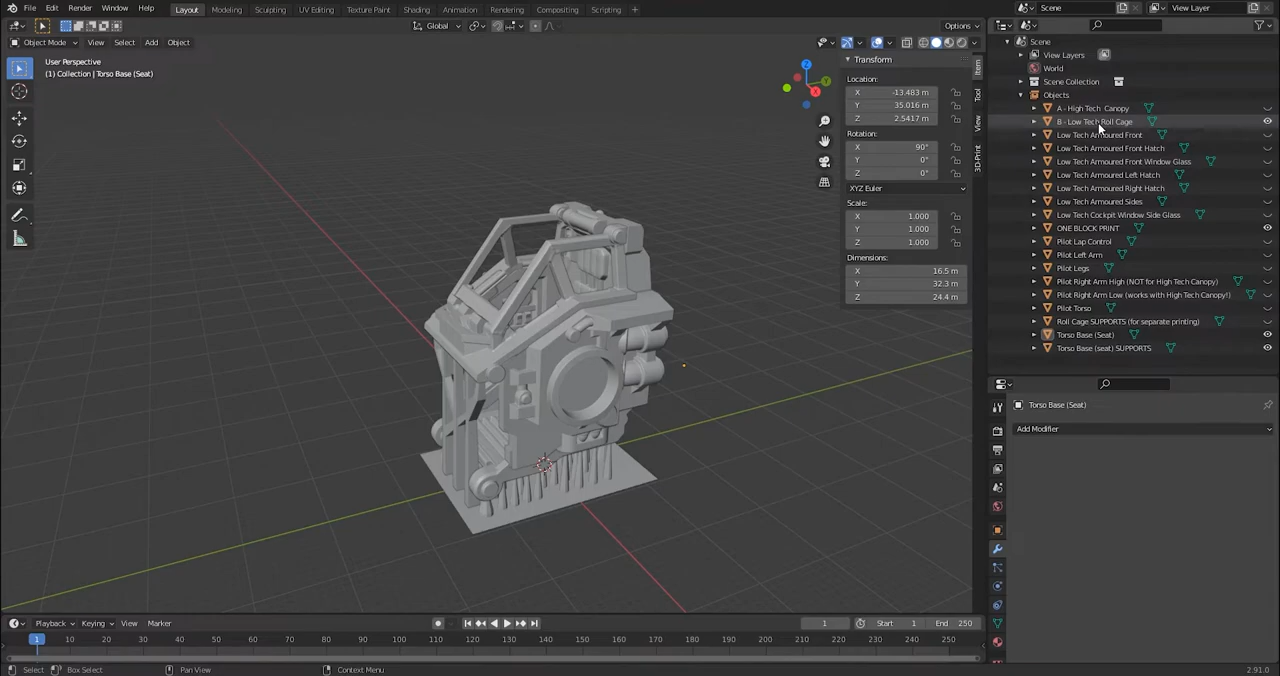 File Edit Render Window Help Layout Modeling Sculpting UV Editing Texture Paint Shading Animation Rendering Compositing Scripting + Scene View Layer
Global Options
Object Mode View Select Add Object
User Perspective
(1) Collection | Torso Base (Seat)
X
Y
Transform
Location:
X -13.483 m
Y 35.016 m
Z 2.5417 m
Rotation:
X 90°
Y 0°
Z 0°
XYZ Euler
Scale:
X 1.000
Y 1.000
Z 1.000
Dimensions:
X 16.5 m
Y 32.3 m
Z 24.4 m
Item
Tool
View
3D-Print
Scene
View Layers
World
Scene Collection
Objects
A - High Tech Canopy
B - Low Tech Roll Cage
Low Tech Armoured Front
Low Tech Armoured Front Hatch
Low Tech Armoured Front Window Glass
Low Tech Armoured Left Hatch
Low Tech Armoured Right Hatch
Low Tech Armoured Sides
Low Tech Cockpit Window Side Glass
ONE BLOCK PRINT
Pilot Lap Control
Pilot Left Arm
Pilot Legs
Pilot Right Arm High (NOT for High Tech Canopy)
Pilot Right Arm Low (works with High Tech Canopy!)
Pilot Torso
Roll Cage SUPPORTS (for separate printing)
Torso Base (Seat)
Torso Base (seat) SUPPORTS
Torso Base (Seat)
Add Modifier
Playback Keying View Marker 1 Start 1 End 250
1 10 20 30 40 50 60 70 80 90 100 110 120 130 140 150 160 170 180 190 200 210 220 230 240 250
Select Box Select Pan View Context Menu 2.91.0